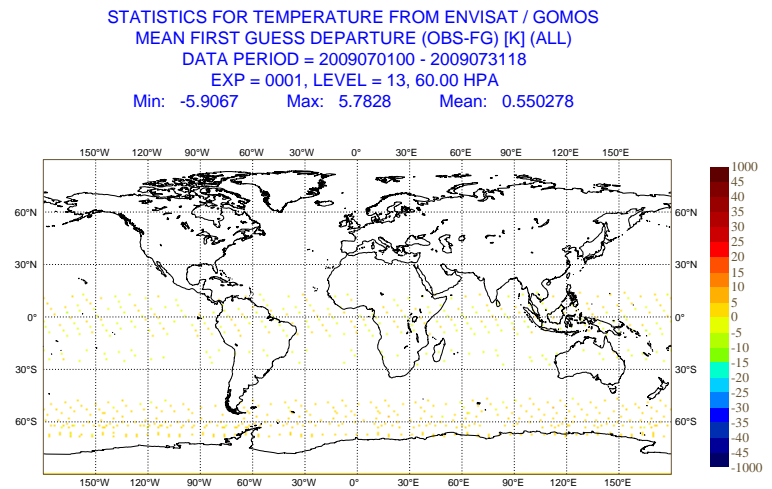 STATISTICS FOR TEMPERATURE FROM ENVISAT / GOMOS
MEAN FIRST GUESS DEPARTURE (OBS-FG) [K] (ALL)
DATA PERIOD = 2009070100 - 2009073118
EXP = 0001, LEVEL = 13, 60.00 HPA
Min: -5.9067 Max: 5.7828 Mean: 0.550278
150°W 120°W 90°W 60°W 30°W 0° 30°E 60°E 90°E 120°E 150°E
60°N 60°N
30°N 30°N
0° 0°
30°S 30°S
60°S 60°S
150°W 120°W 90°W 60°W 30°W 0° 30°E 60°E 90°E 120°E 150°E
1000
45
40
35
30
25
20
15
10
5
0
-5
-10
-15
-20
-25
-30
-35
-40
-45
-1000